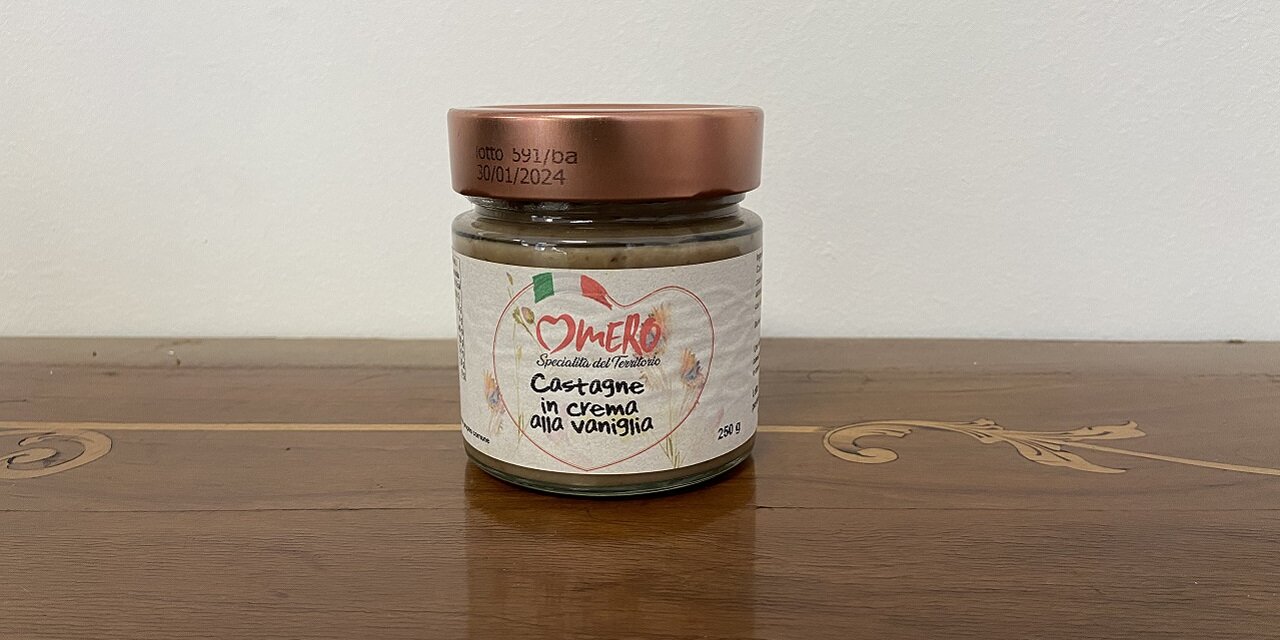 lotto 591/ba
30/01/2024
OMERO
Specialità del Territorio
Castagne
in crema
alla vaniglia
250 g